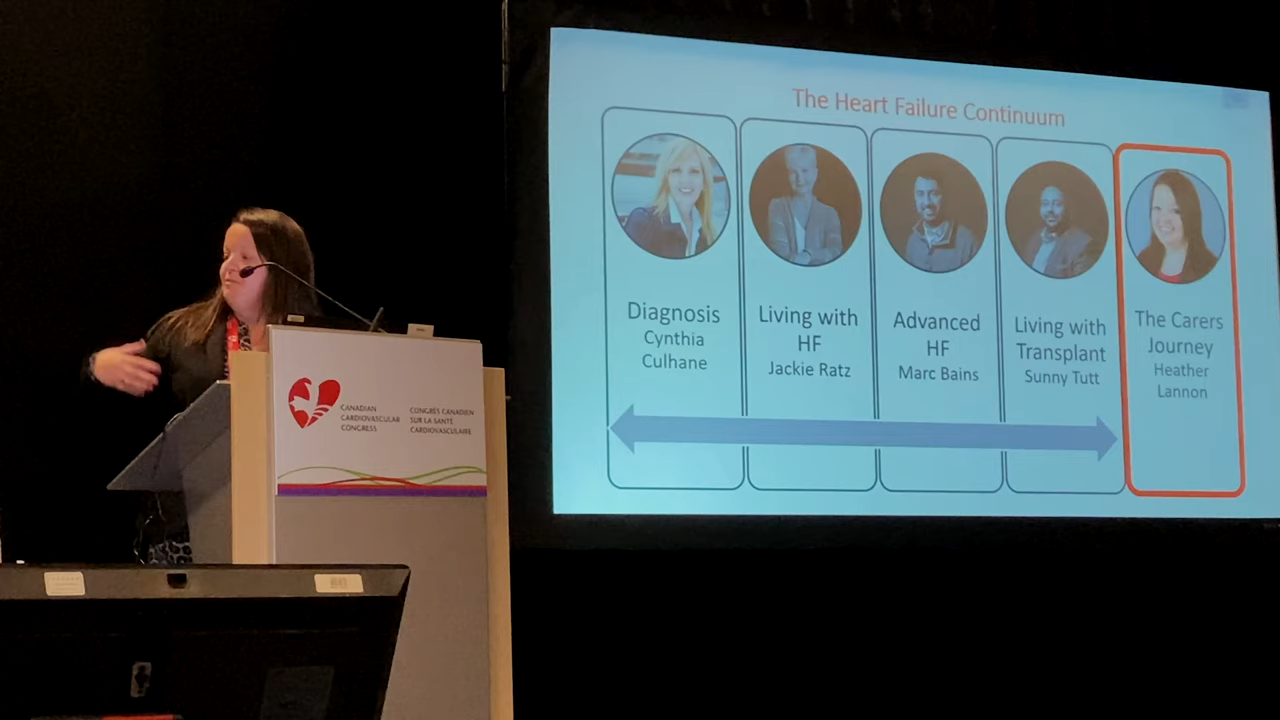 The Heart Failure Continuum
Diagnosis
Cynthia
Culhane
Living with
HF
Jackie Ratz
Advanced
HF
Marc Bains
Living with
Transplant
Sunny Tutt
The Carers
Journey
Heather
Lannon
CANADIAN
CARDIOVASCULAR
CONGRESS
CONGRÈS CANADIEN
SUR LA SANTÉ
CARDIOVASCULAIRE